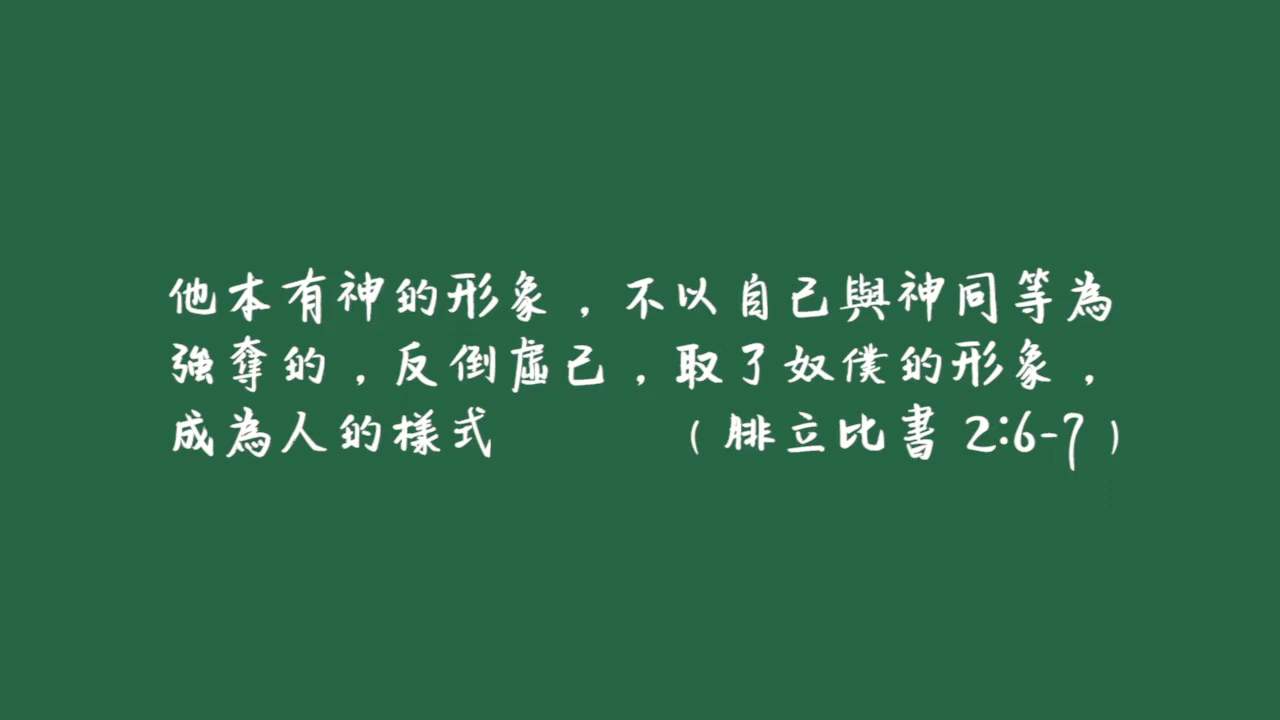 他本有神的形象，不以自己與神同等為
強奪的，反倒虛己，取了奴僕的形象，
成為人的樣式 （腓立比書 2:6-7）